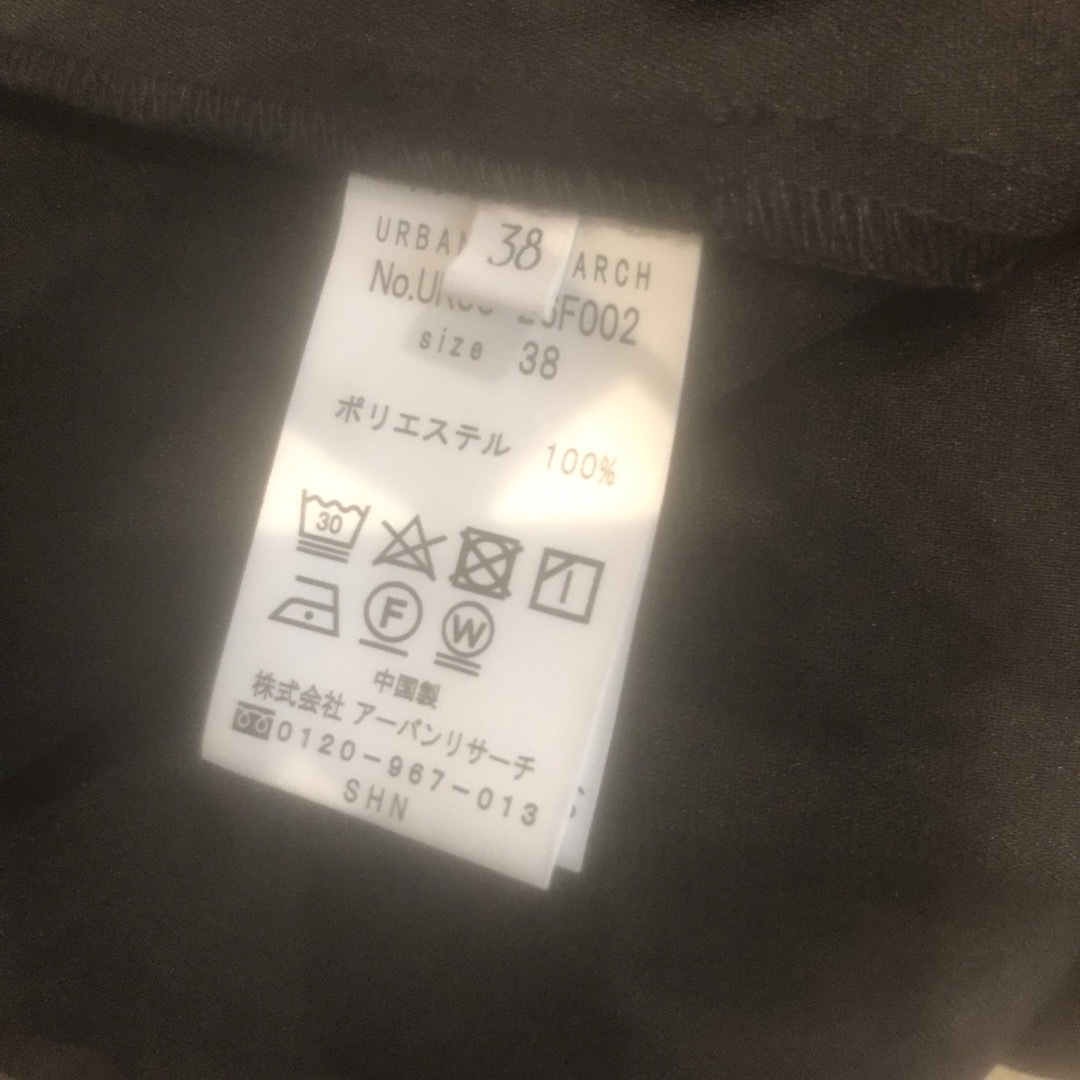 38
URBAN ARCH
No.UR 26F002
size 38
ポリエステル 100%
30
F W
中国製
株式会社 アーバンリサーチ
0120-967-013
SHN